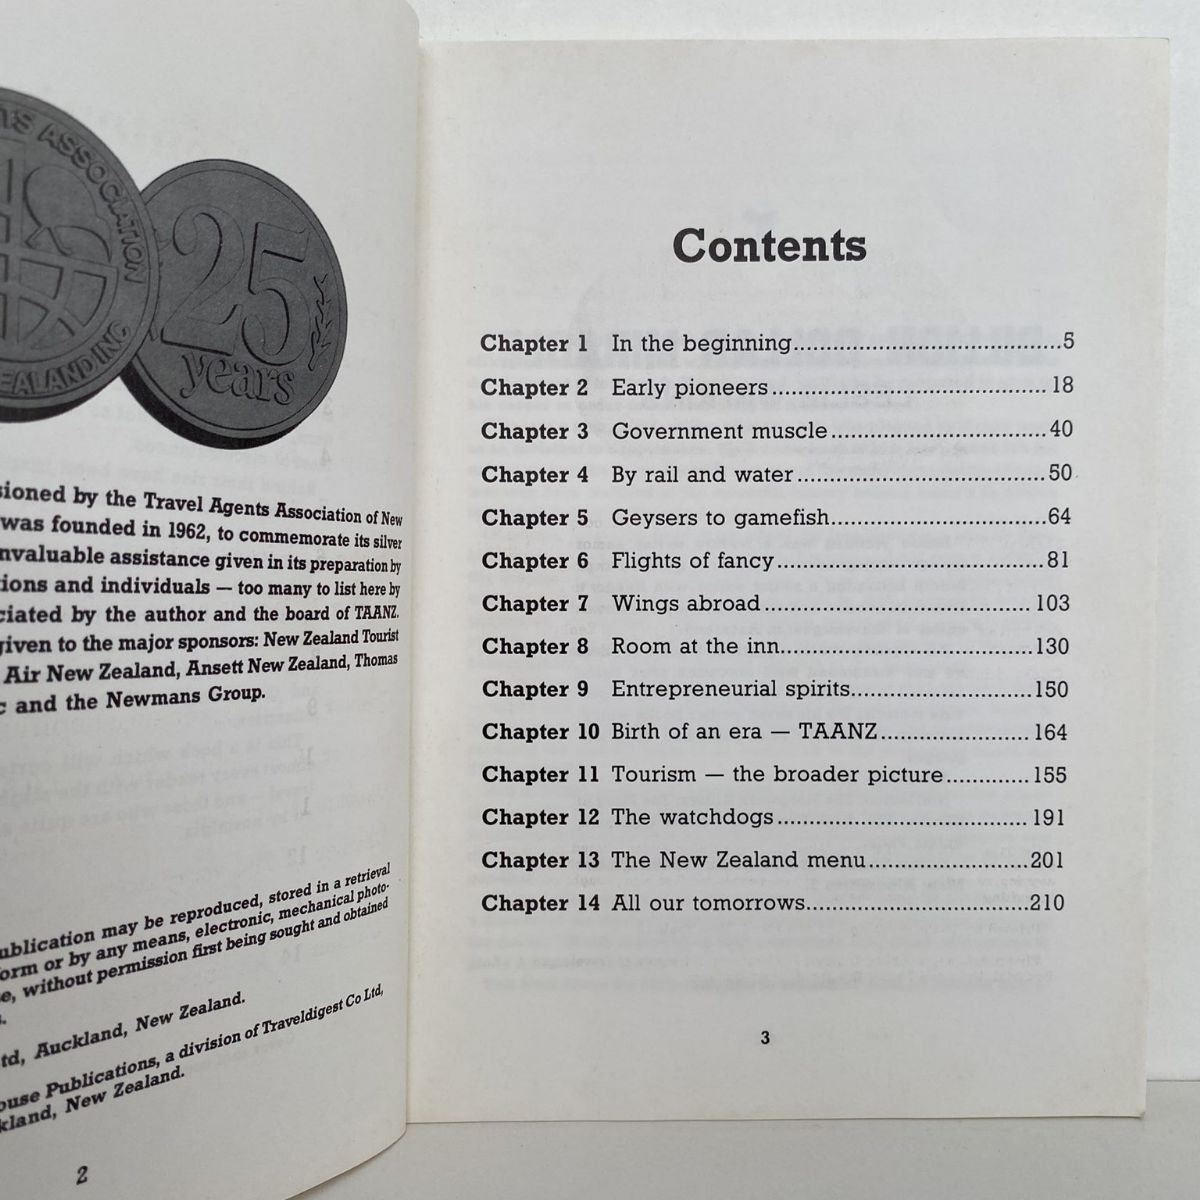 TS ASSOCIATION
EALAND INC
25
years
sioned by the Travel Agents Association of New
was founded in 1962, to commemorate its silver
nvaluable assistance given in its preparation by
tions and individuals — too many to list here by
ciated by the author and the board of TAANZ.
given to the major sponsors: New Zealand Tourist
Air New Zealand, Ansett New Zealand, Thomas
c and the Newmans Group.
ublication may be reproduced, stored in a retrieval
orm or by any means, electronic, mechanical photo-
e, without permission first being sought and obtained
s.
td, Auckland, New Zealand.
ouse Publications, a division of Traveldigest Co Ltd,
kland, New Zealand.
2
Contents
Chapter 1 In the beginning.....................................5
Chapter 2 Early pioneers...................................... 18
Chapter 3 Government muscle..............................40
Chapter 4 By rail and water...................................50
Chapter 5 Geysers to gamefish..............................64
Chapter 6 Flights of fancy.....................................81
Chapter 7 Wings abroad..................................... 103
Chapter 8 Room at the inn...................................130
Chapter 9 Entrepreneurial spirits.........................150
Chapter 10 Birth of an era — TAANZ.....................164
Chapter 11 Tourism — the broader picture............155
Chapter 12 The watchdogs...................................191
Chapter 13 The New Zealand menu.......................201
Chapter 14 All our tomorrows...............................210
3